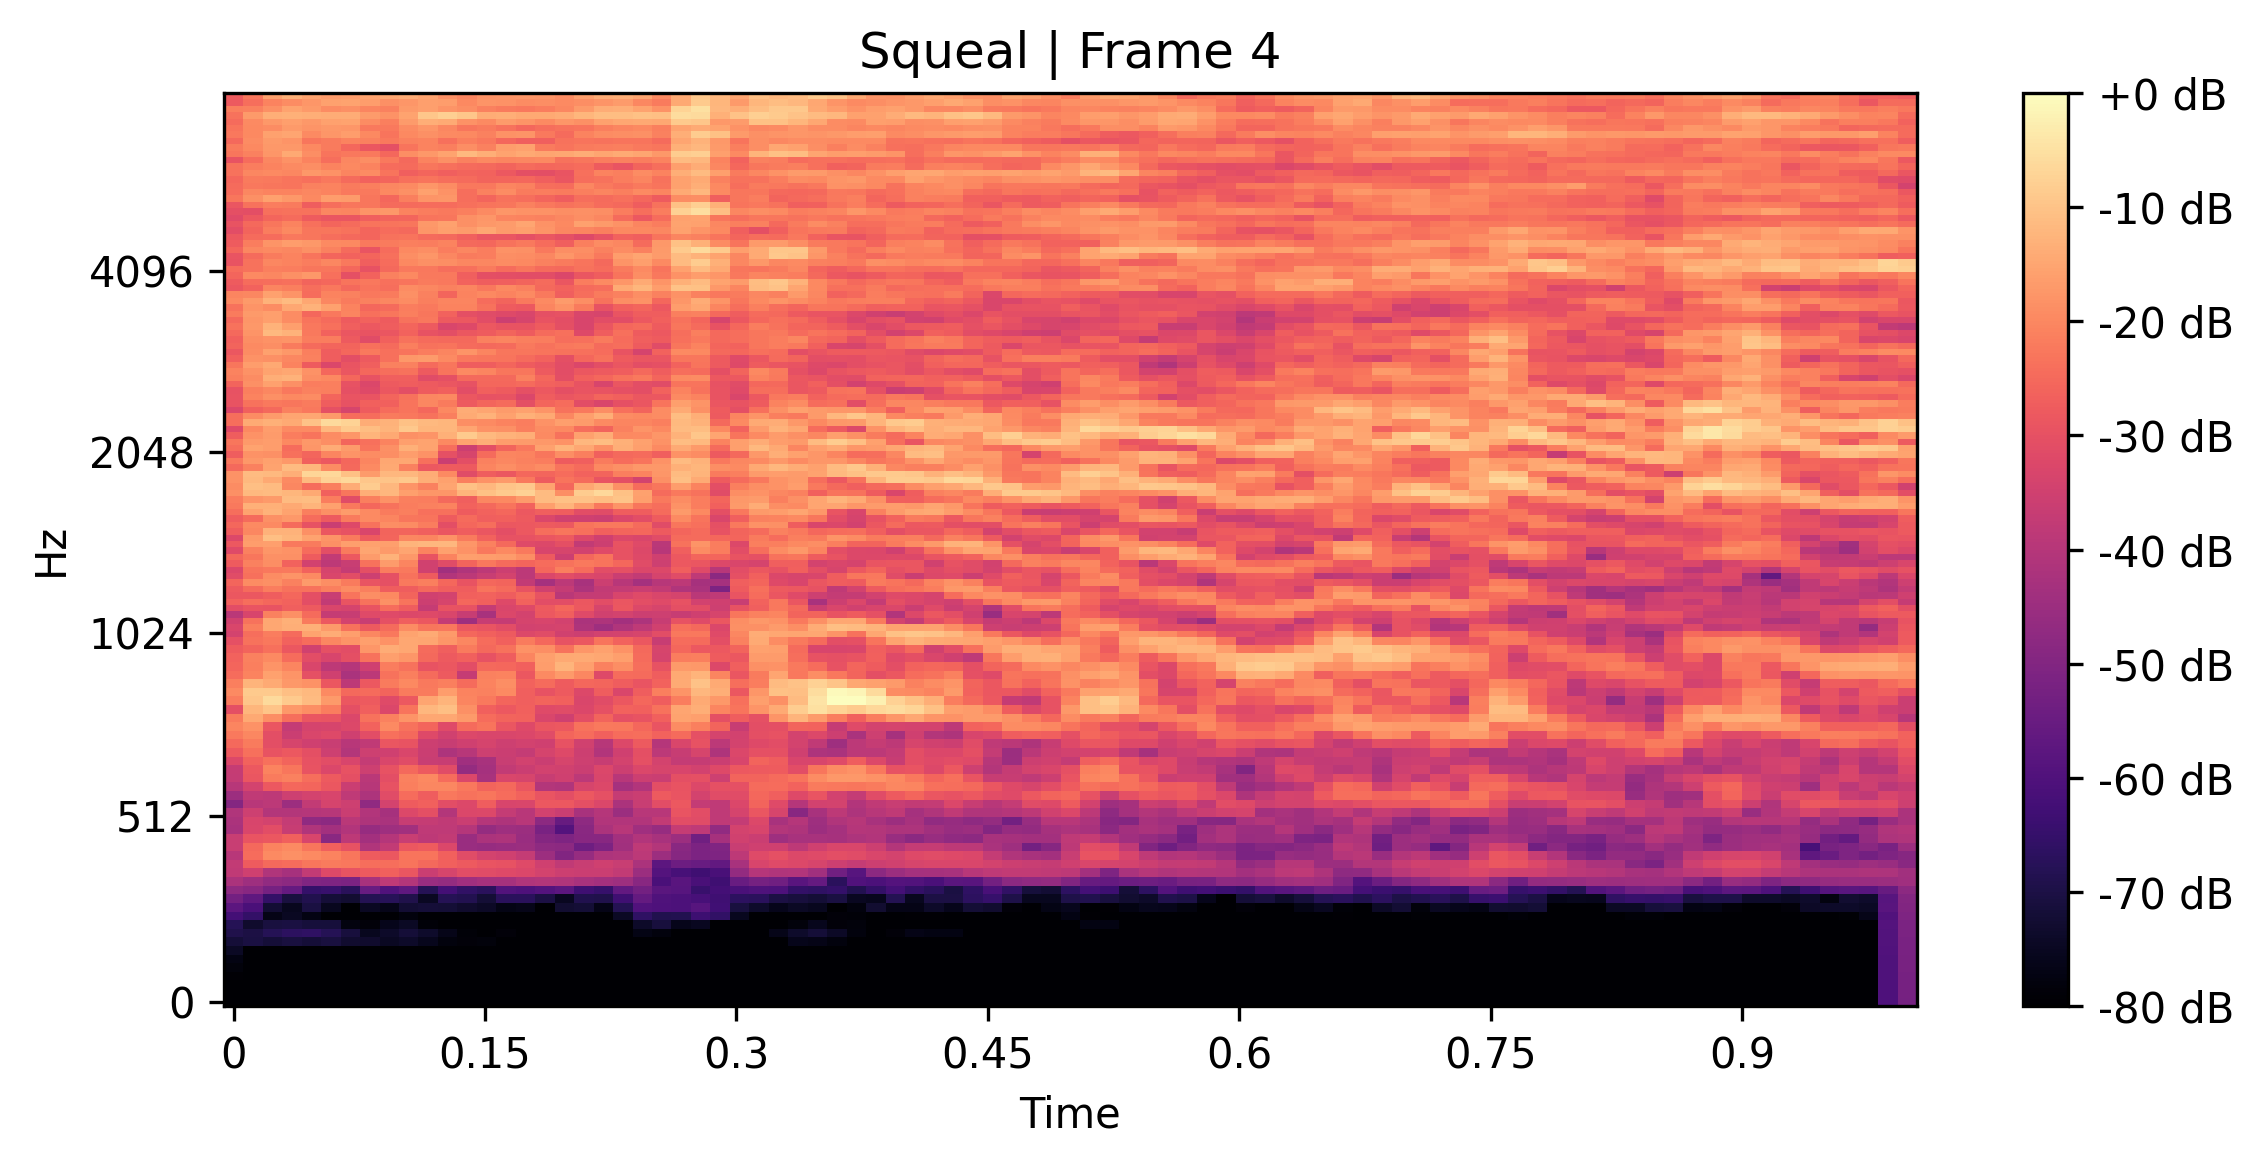 Squeal | Frame 4
Hz
4096
2048
1024
512
0
0 0.15 0.3 0.45 0.6 0.75 0.9
Time
+0 dB
-10 dB
-20 dB
-30 dB
-40 dB
-50 dB
-60 dB
-70 dB
-80 dB